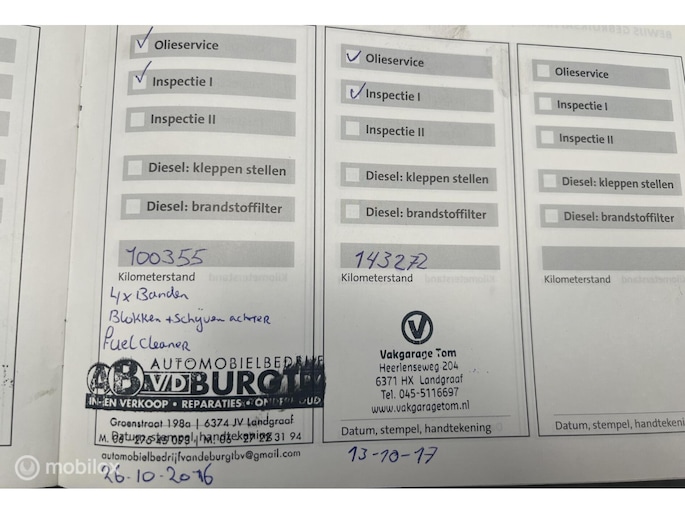 Olieservice
Inspectie I
Inspectie II
Diesel: kleppen stellen
Diesel: brandstoffilter
100355
Kilometerstand
4x Banden
Blokken + Schijven achter
Fuel Cleaner
AUTOMOBIELBEDRIJF
AB V/D BURGT
IN-EN VERKOOP • REPARATIES • ONDERHOUD
Groenstraat 198a | 6374 JV Landgraaf
Datum, stempel, handtekening
automobielbedrijfvandeburgtbv@gmail.com
26-10-2016
Olieservice
Inspectie I
Inspectie II
Diesel: kleppen stellen
Diesel: brandstoffilter
143272
Kilometerstand
Vakgarage Tom
Heerlenseweg 204
6371 HX Landgraaf
Tel. 045-5116697
www.vakgaragetom.nl
Datum, stempel, handtekening
13-10-17
Olieservice
Inspectie I
Inspectie II
Diesel: kleppen stellen
Diesel: brandstoffilter
Kilometerstand
Datum, stempel, handtekening
mobilox